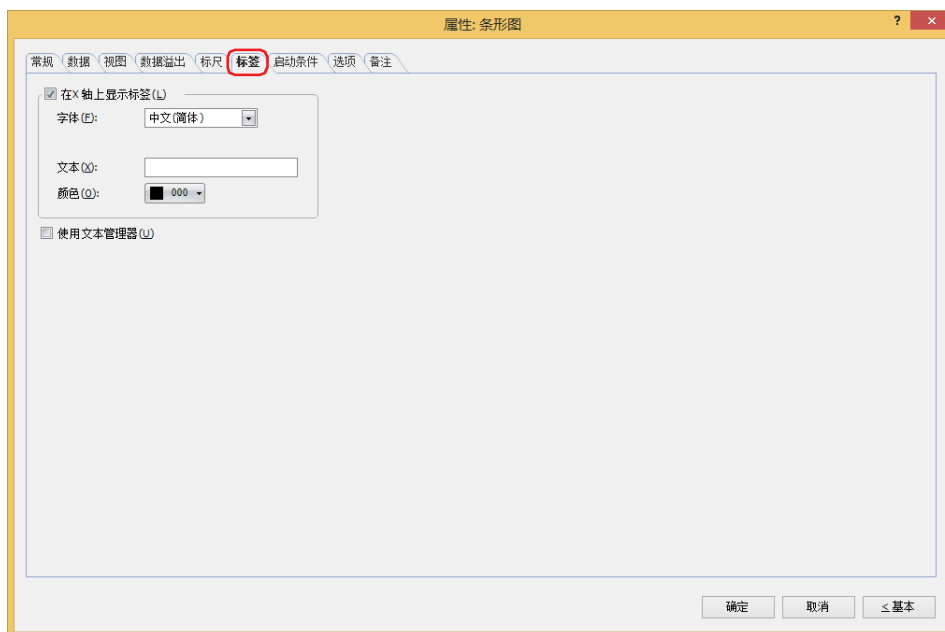 属性: 条形图
? ×
常规 数据 视图 数据溢出 标尺 标签 启动条件 选项 备注
在X 轴上显示标签(L)
字体(F): 中文(简体)
文本(X):
颜色(O): 000
使用文本管理器(U)
确定 取消 < 基本